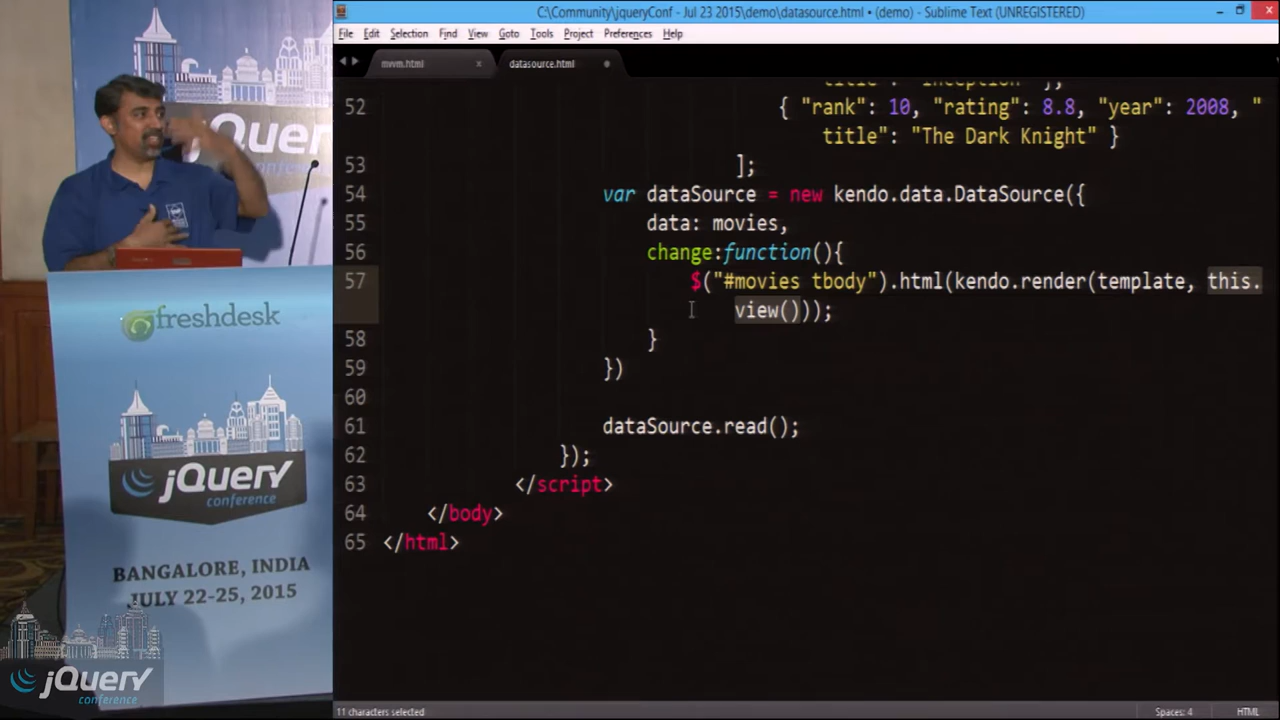 C:\Community\jqueryConf - Jul 23 2015\demo\datasource.html • (demo) - Sublime Text (UNREGISTERED)
File Edit Selection Find View Goto Tools Project Preferences Help
mvvm.html
datasource.html
title": "Inception" },
52 { "rank": 10, "rating": 8.8, "year": 2008, "
title": "The Dark Knight" }
53 ];
54 var dataSource = new kendo.data.DataSource({
55 data: movies,
56 change:function(){
57 $("#movies tbody").html(kendo.render(template, this.
view()));
58 }
59 })
60
61 dataSource.read();
62 });
63 </script>
64 </body>
65 </html>
11 characters selected
Spaces: 4
HTML
jQuery
freshdesk
jQuery
conference
BANGALORE, INDIA
JULY 22-25, 2015
jQuery
conference